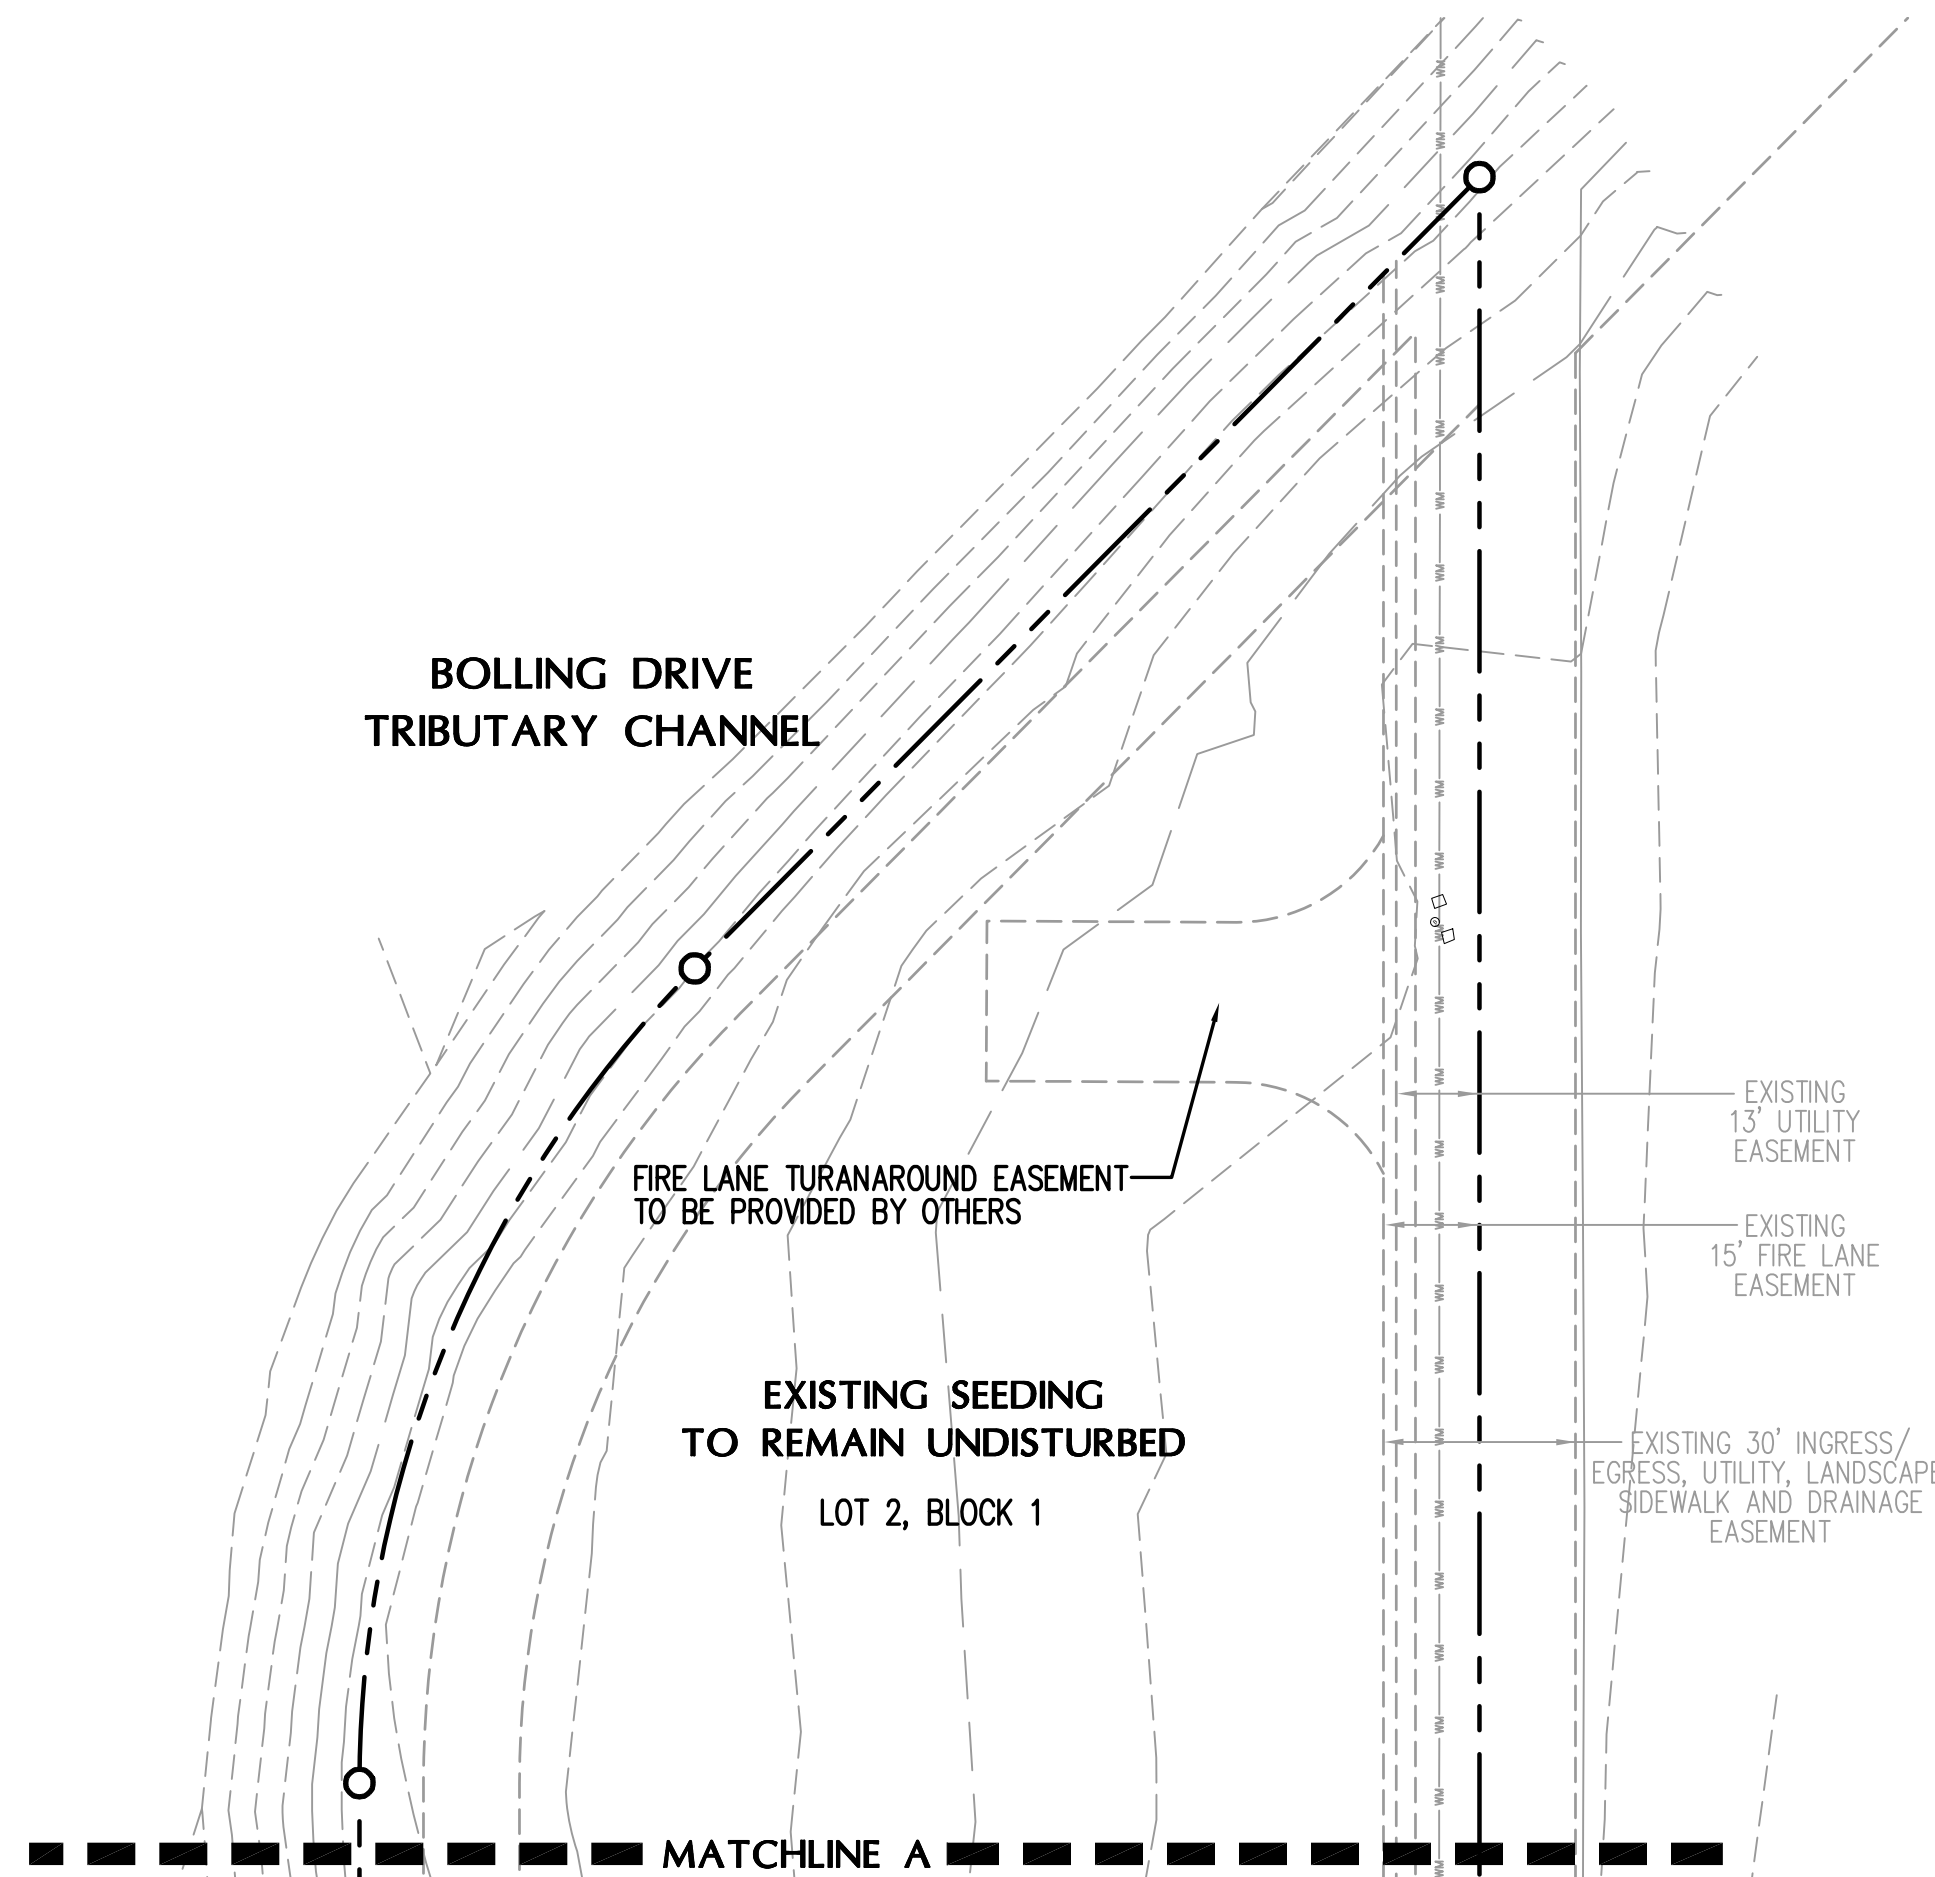 BOLLING DRIVE
TRIBUTARY CHANNEL
FIRE LANE TURANAROUND EASEMENT
TO BE PROVIDED BY OTHERS
EXISTING
13' UTILITY
EASEMENT
EXISTING
15' FIRE LANE
EASEMENT
EXISTING SEEDING
TO REMAIN UNDISTURBED
LOT 2, BLOCK 1
EXISTING 30' INGRESS/
EGRESS, UTILITY, LANDSCAPE
SIDEWALK AND DRAINAGE
EASEMENT
MATCHLINE A